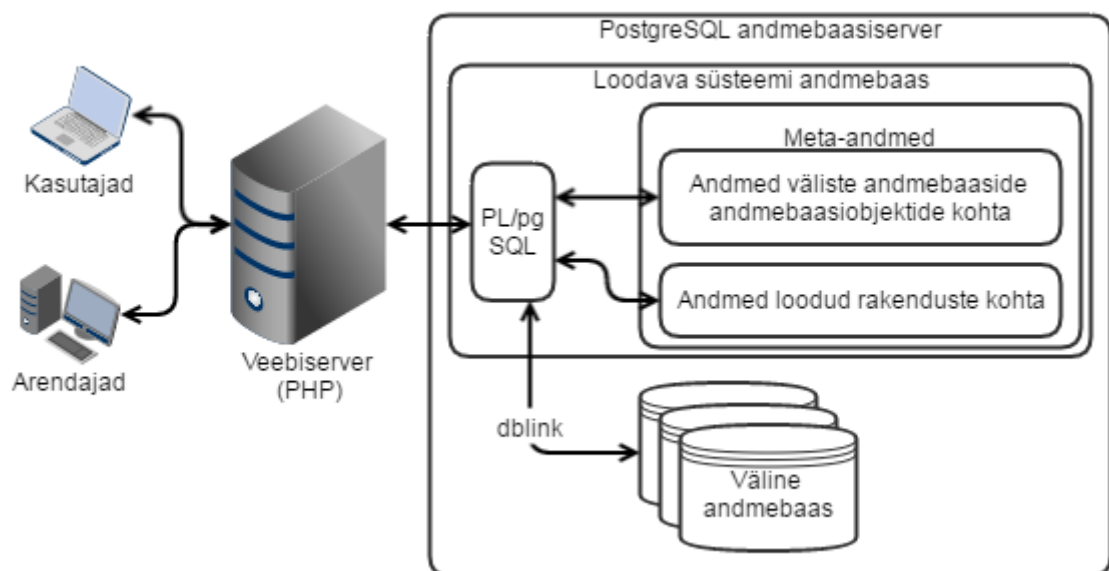 PostgreSQL andmebaasiserver
Loodava süsteemi andmebaas
Meta-andmed
Andmed väliste andmebaaside
andmebaasiobjektide kohta
Kasutajad
PL/pg
SQL
Andmed loodud rakenduste kohta
Arendajad
Veebiserver
(PHP)
dblink
Väline
andmebaas